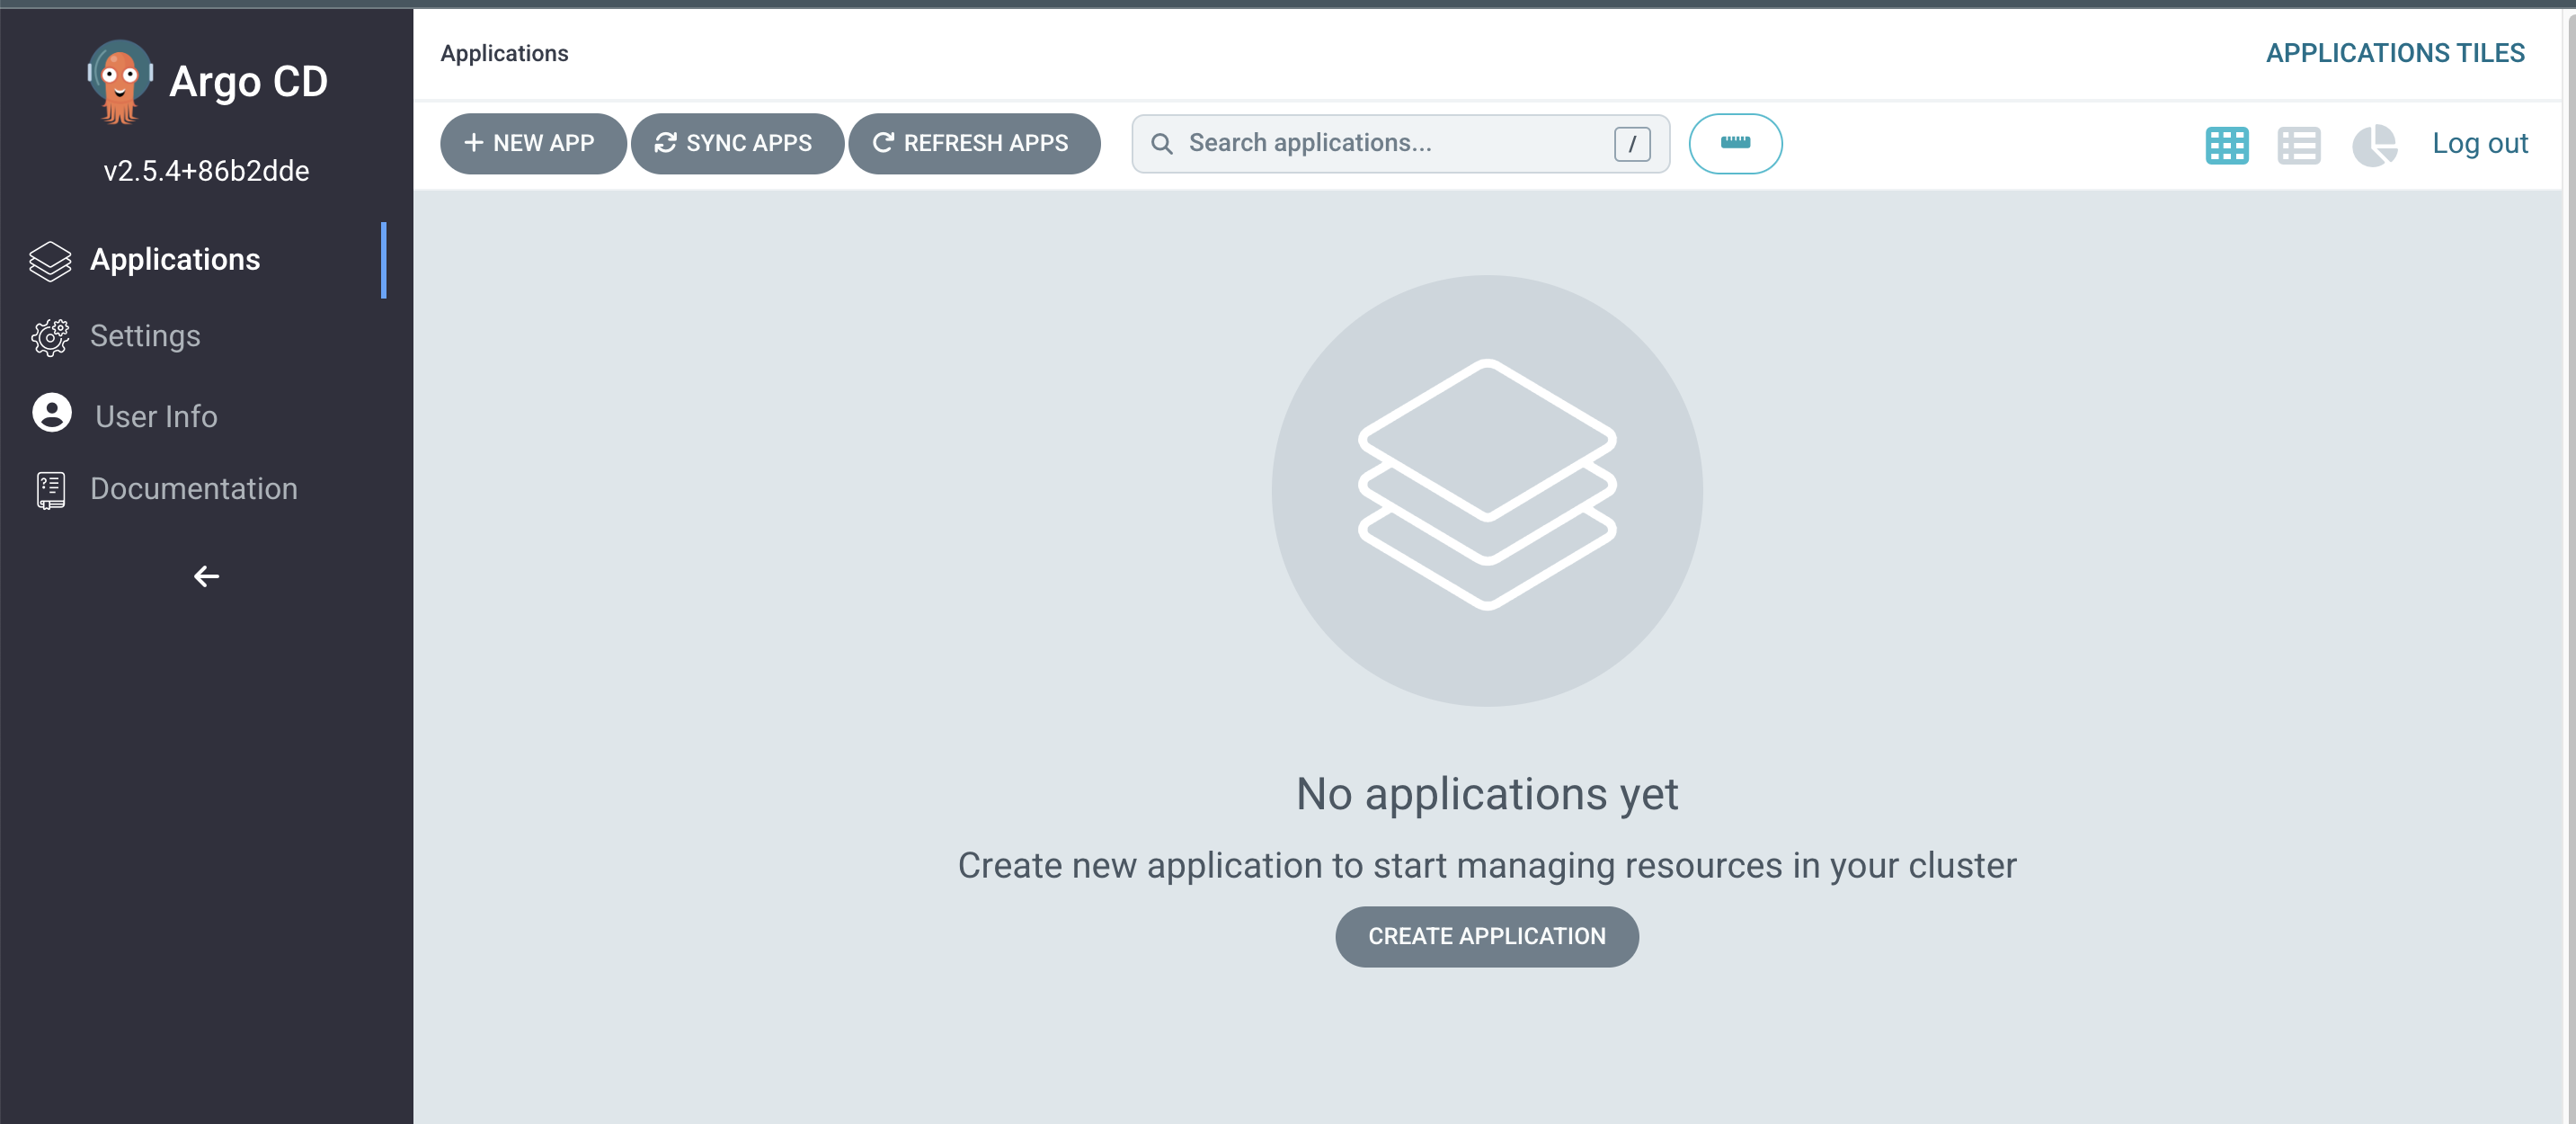 Argo CD
v2.5.4+86b2dde
Applications
Settings
User Info
Documentation
Applications
APPLICATIONS TILES
+ NEW APP
SYNC APPS
REFRESH APPS
Search applications...
/
Log out
No applications yet
Create new application to start managing resources in your cluster
CREATE APPLICATION